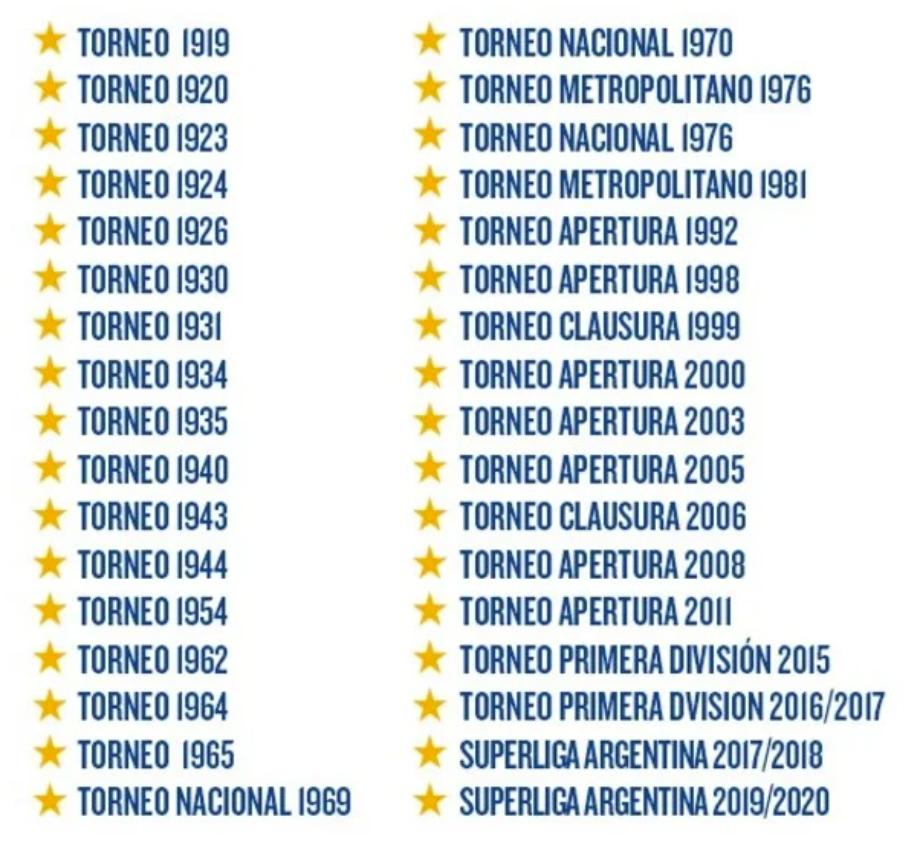 TORNEO 1919
TORNEO 1920
TORNEO 1923
TORNEO 1924
TORNEO 1926
TORNEO 1930
TORNEO 1931
TORNEO 1934
TORNEO 1935
TORNEO 1940
TORNEO 1943
TORNEO 1944
TORNEO 1954
TORNEO 1962
TORNEO 1964
TORNEO 1965
TORNEO NACIONAL 1969
TORNEO NACIONAL 1970
TORNEO METROPOLITANO 1976
TORNEO NACIONAL 1976
TORNEO METROPOLITANO 1981
TORNEO APERTURA 1992
TORNEO APERTURA 1998
TORNEO CLAUSURA 1999
TORNEO APERTURA 2000
TORNEO APERTURA 2003
TORNEO APERTURA 2005
TORNEO CLAUSURA 2006
TORNEO APERTURA 2008
TORNEO APERTURA 2011
TORNEO PRIMERA DIVISIÓN 2015
TORNEO PRIMERA DVISION 2016/2017
SUPERLIGA ARGENTINA 2017/2018
SUPERLIGA ARGENTINA 2019/2020